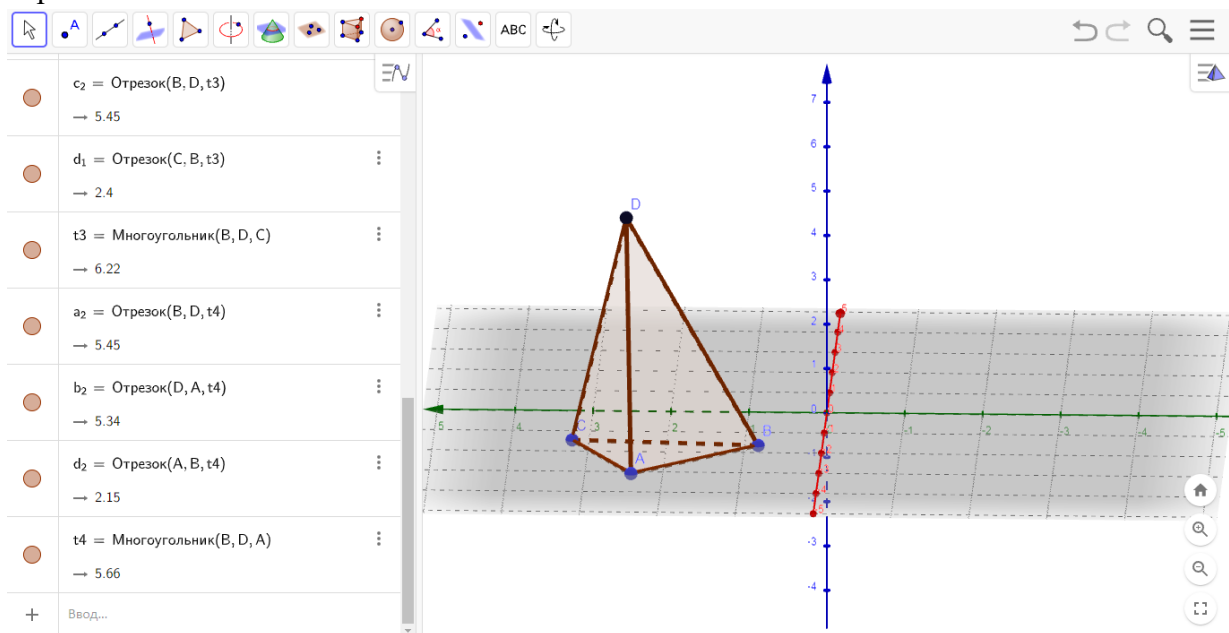 A
α
ABC
c₂ = Отрезок(B, D, t3)
→ 5.45
d₁ = Отрезок(C, B, t3)
→ 2.4
t3 = Многоугольник(B, D, C)
→ 6.22
a₂ = Отрезок(B, D, t4)
→ 5.45
b₂ = Отрезок(D, A, t4)
→ 5.34
d₂ = Отрезок(A, B, t4)
→ 2.15
t4 = Многоугольник(B, D, A)
→ 5.66
+ Ввод...
7
6
5
D
4
3
2
1
0
5 4 3 2 1 -1 -2 -3 -4 -5
C
B
A
-3
-4